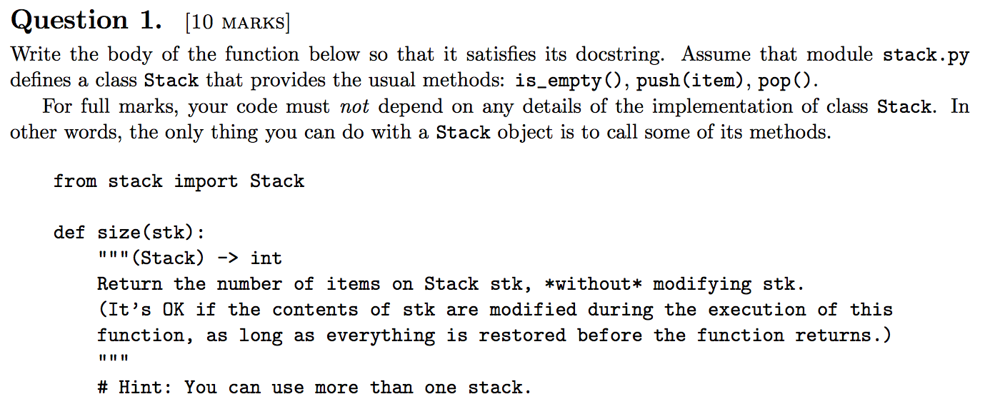 Question 1. [10 MARKS]
Write the body of the function below so that it satisfies its docstring. Assume that module stack.py
defines a class Stack that provides the usual methods: is_empty(), push(item), pop().
For full marks, your code must not depend on any details of the implementation of class Stack. In
other words, the only thing you can do with a Stack object is to call some of its methods.
from stack import Stack
def size(stk):
"""(Stack) -> int
Return the number of items on Stack stk, *without* modifying stk.
(It's OK if the contents of stk are modified during the execution of this
function, as long as everything is restored before the function returns.)
"""
# Hint: You can use more than one stack.